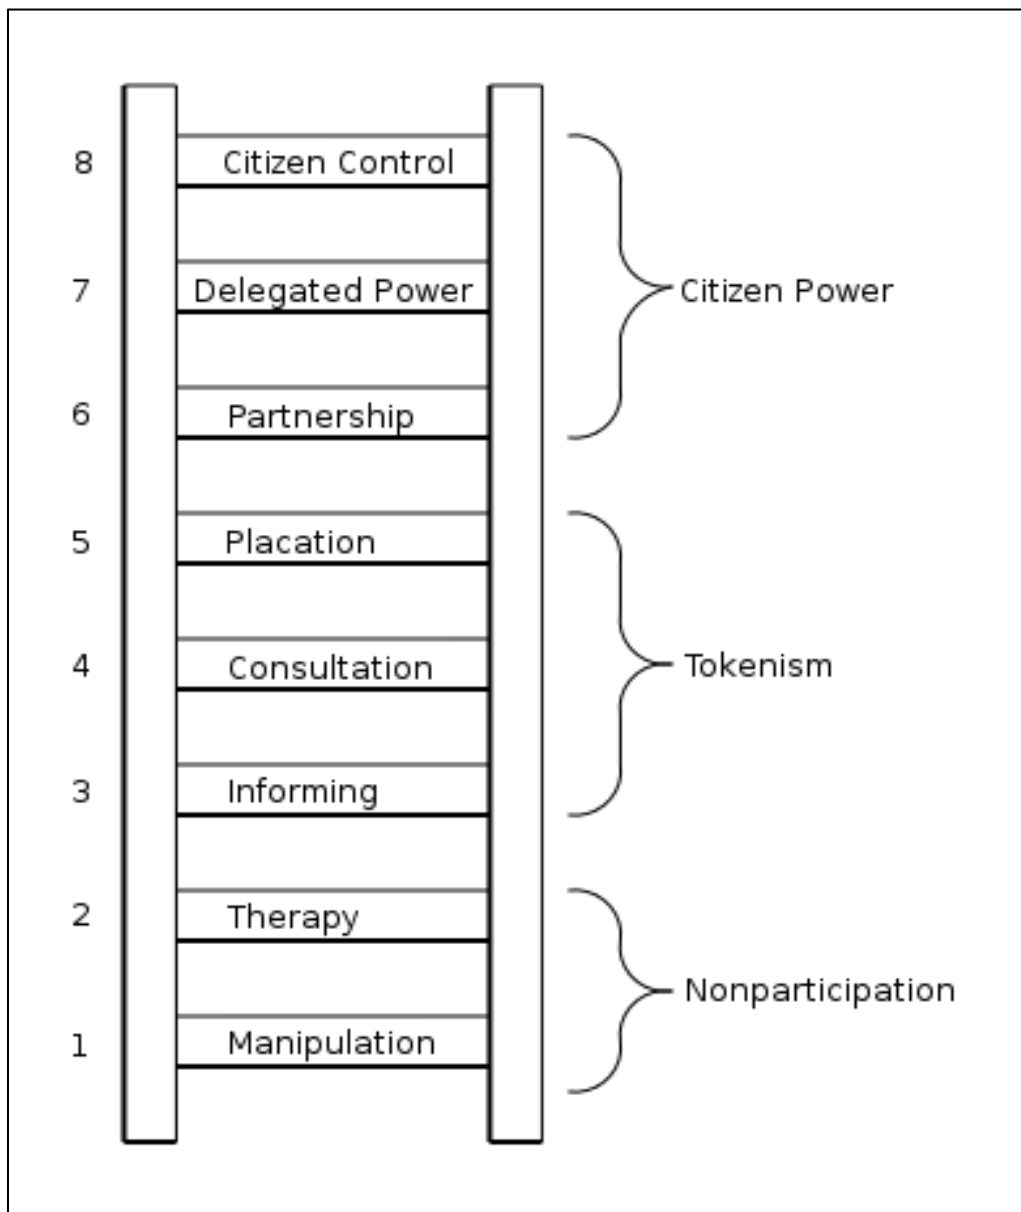 8 Citizen Control
7 Delegated Power
Citizen Power
6 Partnership
5 Placation
4 Consultation
Tokenism
3 Informing
2 Therapy
Nonparticipation
1 Manipulation